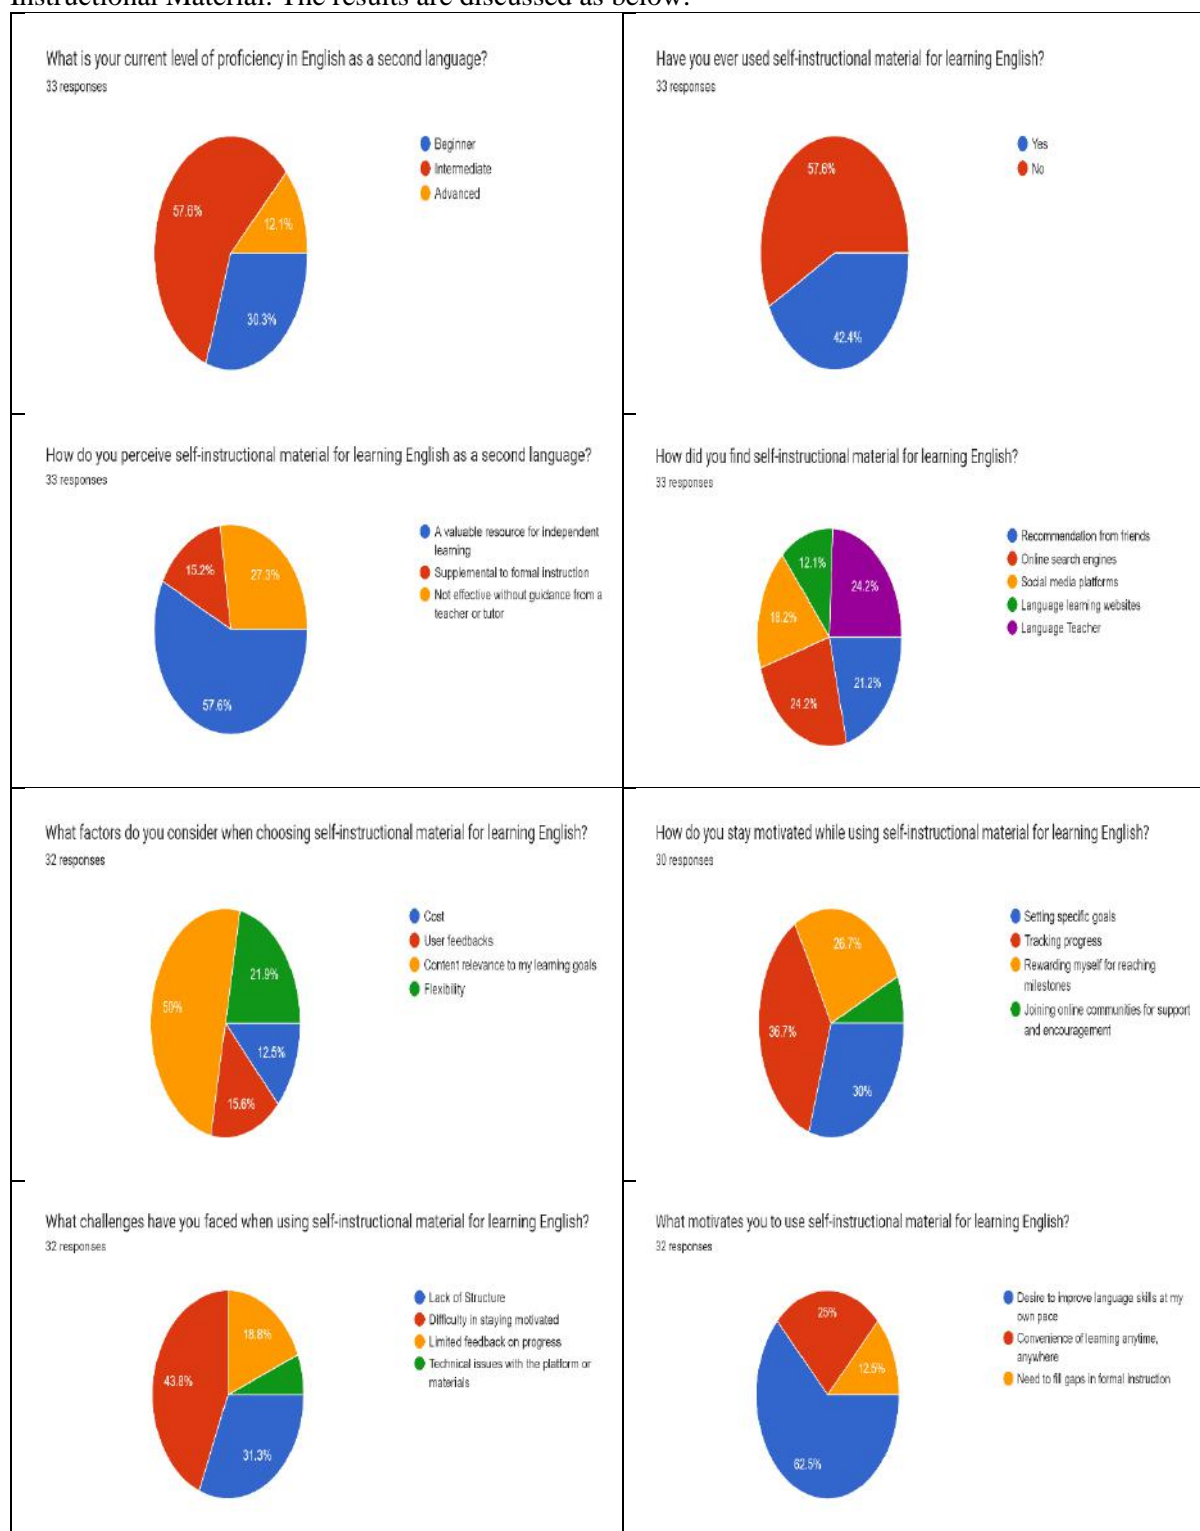 Instructional Material. The results are discussed as below:
What is your current level of proficiency in English as a second language?
33 responses
Beginner
Intermediate
Advanced
57.6%
12.1%
30.3%
Have you ever used self-instructional material for learning English?
33 responses
Yes
No
57.6%
42.4%
How do you perceive self-instructional material for learning English as a second language?
33 responses
A valuable resource for independent
learning
Supplemental to formal instruction
Not effective without guidance from a
teacher or tutor
15.2%
27.3%
57.6%
How did you find self-instructional material for learning English?
33 responses
Recommendation from friends
Online search engines
Social media platforms
Language learning websites
Language Teacher
12.1%
24.2%
18.2%
21.2%
24.2%
What factors do you consider when choosing self-instructional material for learning English?
32 responses
Cost
User feedbacks
Content relevance to my learning goals
Flexibility
21.9%
50%
12.5%
15.6%
How do you stay motivated while using self-instructional material for learning English?
30 responses
Setting specific goals
Tracking progress
Rewarding myself for reaching
milestones
Joining online communities for support
and encouragement
26.7%
36.7%
30%
What challenges have you faced when using self-instructional material for learning English?
32 responses
Lack of Structure
Difficulty in staying motivated
Limited feedback on progress
Technical issues with the platform or
materials
18.8%
43.8%
31.3%
What motivates you to use self-instructional material for learning English?
32 responses
Desire to improve language skills at my
own pace
Convenience of learning anytime,
anywhere
Need to fill gaps in formal instruction
25%
12.5%
62.5%